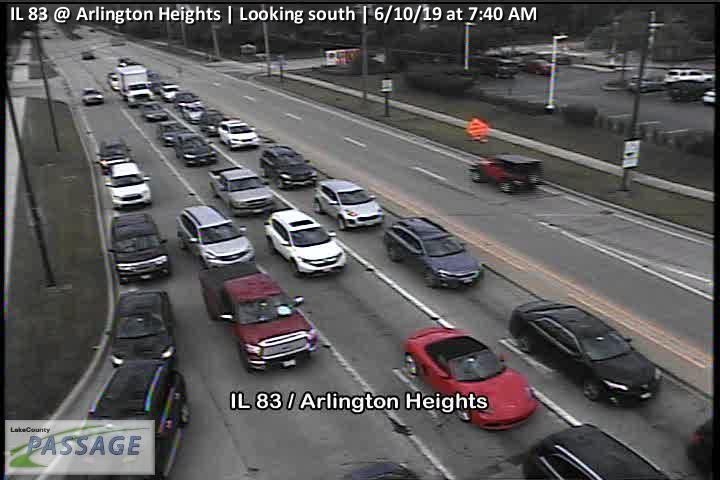 IL 83 @ Arlington Heights | Looking south | 6/10/19 at 7:40 AM
IL 83 / Arlington Heights
LakeCounty
PASSAGE